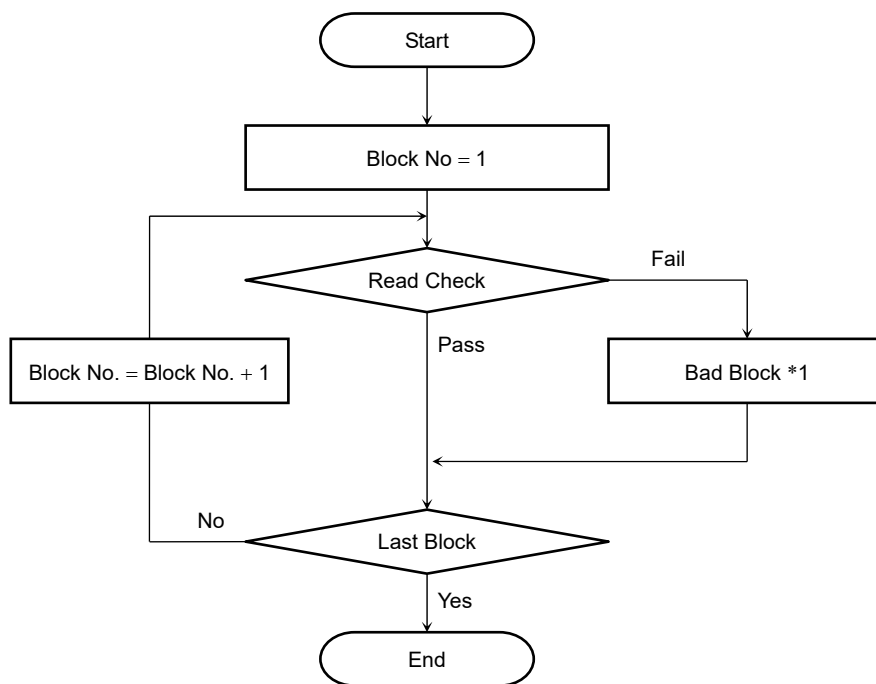 Start
Block No = 1
Read Check
Fail
Pass
Block No. = Block No. + 1
Bad Block *1
No
Last Block
Yes
End